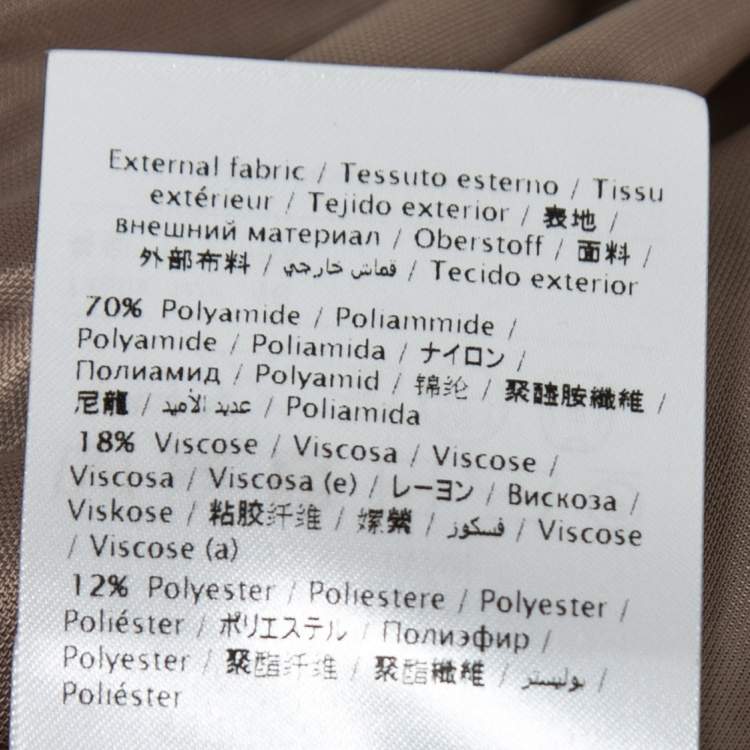 External fabric / Tessuto esterno / Tissu
extérieur / Tejido exterior / 表地 /
внешний материал / Oberstoff / 面料 /
外部布料 / قماش خارجي / Tecido exterior
70% Polyamide / Poliammide /
Polyamide / Poliamida / ナイロン /
Полиамид / Polyamid / 锦纶 / 聚醯胺纖維 /
尼龍 / عديد الأميد / Poliamida
18% Viscose / Viscosa / Viscose /
Viscosa / Viscosa (e) / レーヨン / Вискоза /
Viskose / 粘胶纤维 / 嫘縈 / فسكوز / Viscose
/ Viscose (a)
12% Polyester / Poliestere / Polyester /
Poliéster / ポリエステル / Полиэфир /
Polyester / 聚酯纤维 / 聚酯纖維 / بوليستر /
Poliéster